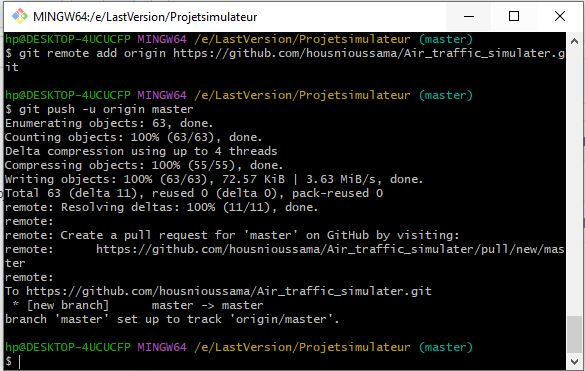 MINGW64:/e/LastVersion/Projetsimulateur
hp@DESKTOP-4UCUCFP MINGW64 /e/LastVersion/Projetsimulateur (master)
$ git remote add origin https://github.com/housnioussama/Air_traffic_simulater.g
it
hp@DESKTOP-4UCUCFP MINGW64 /e/LastVersion/Projetsimulateur (master)
$ git push -u origin master
Enumerating objects: 63, done.
Counting objects: 100% (63/63), done.
Delta compression using up to 4 threads
Compressing objects: 100% (55/55), done.
Writing objects: 100% (63/63), 72.57 KiB | 3.63 MiB/s, done.
Total 63 (delta 11), reused 0 (delta 0), pack-reused 0
remote: Resolving deltas: 100% (11/11), done.
remote:
remote: Create a pull request for 'master' on GitHub by visiting:
remote:      https://github.com/housnioussama/Air_traffic_simulater/pull/new/mas
ter
remote:
To https://github.com/housnioussama/Air_traffic_simulater.git
 * [new branch]      master -> master
branch 'master' set up to track 'origin/master'.
hp@DESKTOP-4UCUCFP MINGW64 /e/LastVersion/Projetsimulateur (master)
$